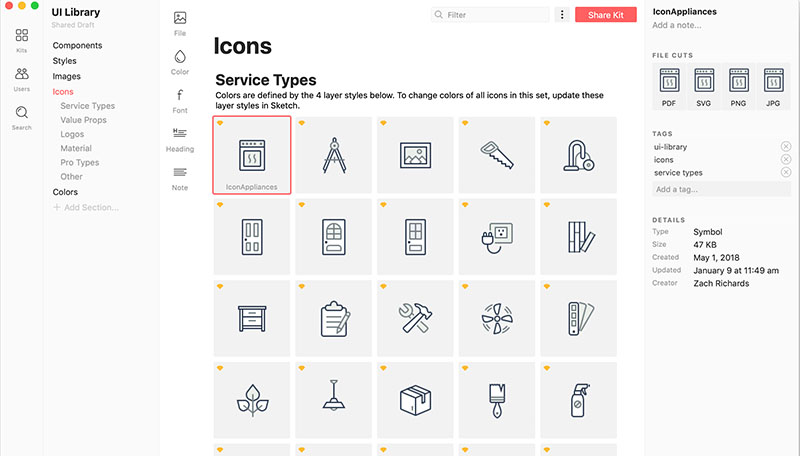 UI Library
Shared Draft
Kits
Users
Search
Components
Styles
Images
Icons
Service Types
Value Props
Logos
Material
Pro Types
Other
Colors
+ Add Section...
File
Color
f
Font
H
Heading
Note
Filter
Share Kit
Icons
Service Types
Colors are defined by the 4 layer styles below. To change colors of all icons in this set, update these
layer styles in Sketch.
IconAppliances
IconAppliances
Add a note...
FILE CUTS
PDF SVG PNG JPG
TAGS
ui-library
icons
service types
Add a tag...
DETAILS
Type Symbol
Size 47 KB
Created May 1, 2018
Updated January 9 at 11:49 am
Creator Zach Richards